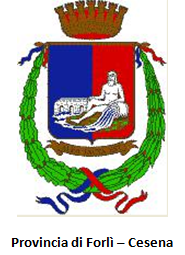 Provincia di Forlì – Cesena